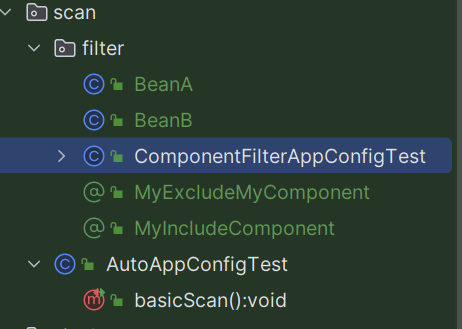 scan
filter
BeanA
BeanB
ComponentFilterAppConfigTest
MyExcludeMyComponent
MyIncludeComponent
AutoAppConfigTest
basicScan():void